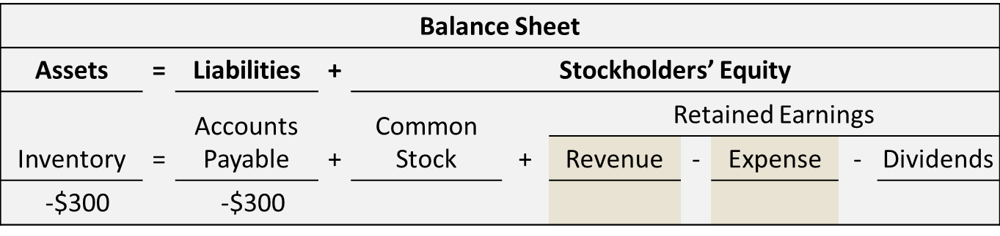 Balance Sheet
Assets = Liabilities + Stockholders’ Equity
Retained Earnings
Inventory = Accounts Payable + Common Stock + Revenue - Expense - Dividends
-$300 -$300